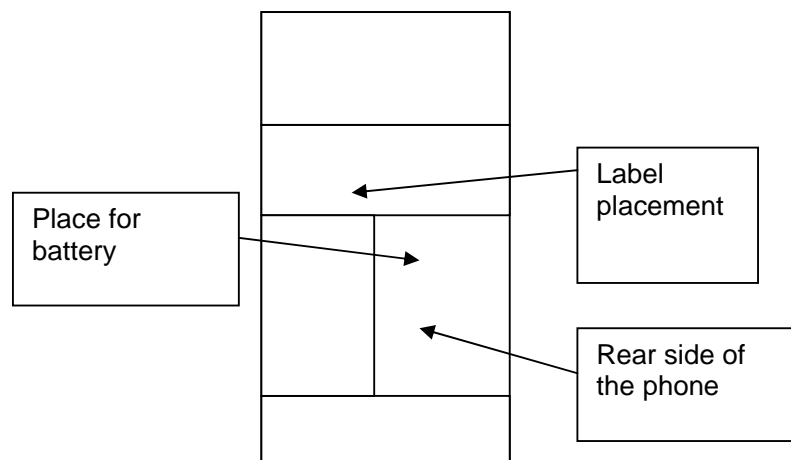 Label
placement
Place for
battery
Rear side of
the phone